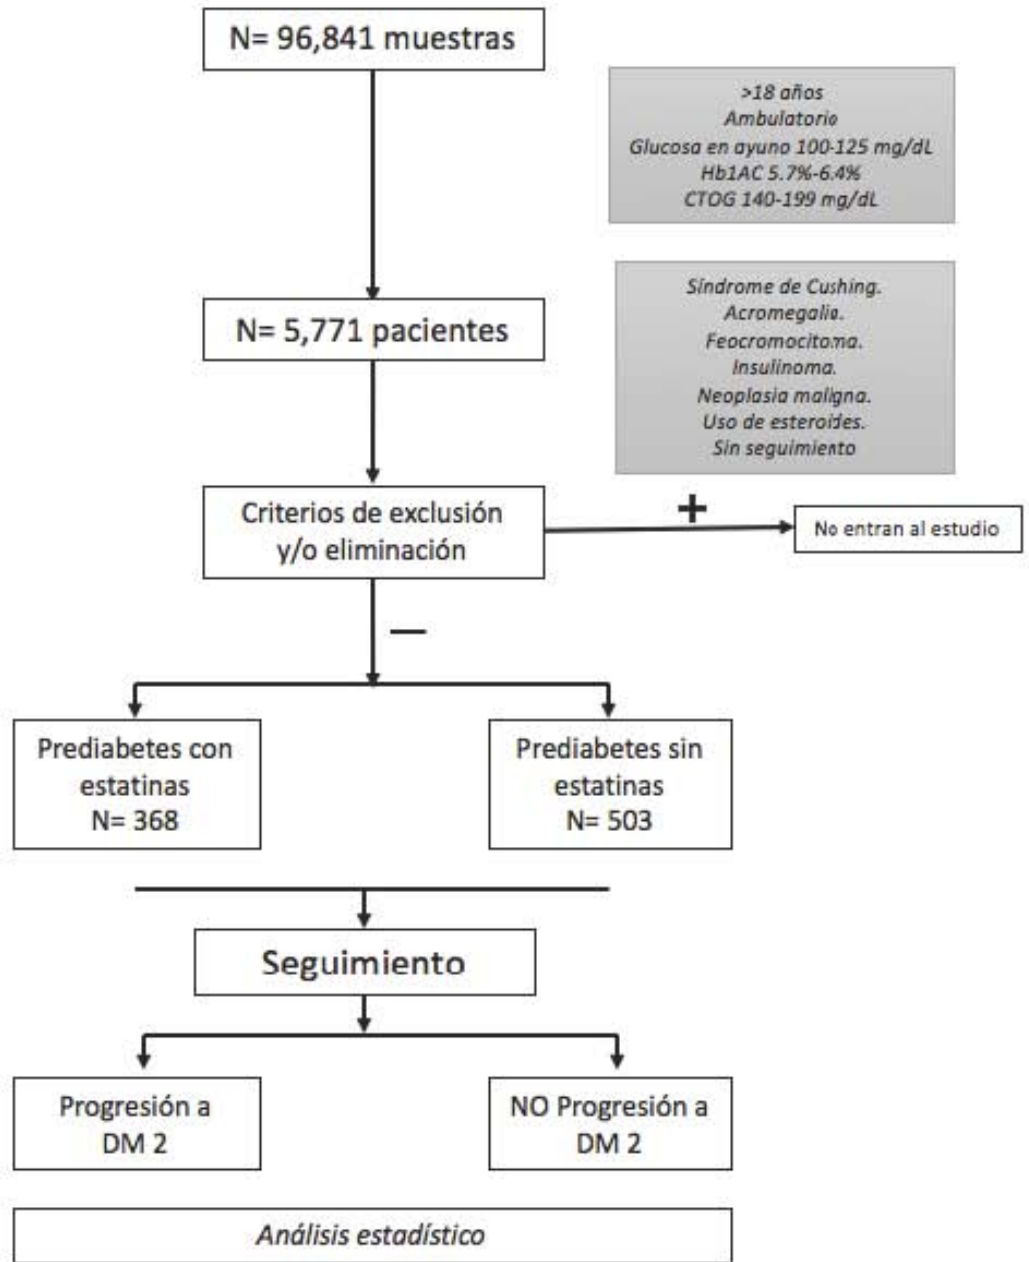 N= 96,841 muestras
>18 años
Ambulatorio
Glucosa en ayuno 100-125 mg/dL
Hb1AC 5.7%-6.4%
CTOG 140-199 mg/dL
N= 5,771 pacientes
Síndrome de Cushing.
Acromegalia.
Feocromocitoma.
Insulinoma.
Neoplasia maligna.
Uso de esteroides.
Sin seguimiento
Criterios de exclusión
y/o eliminación
+
No entran al estudio
—
Prediabetes con
estatinas
N= 368
Prediabetes sin
estatinas
N= 503
Seguimiento
Progresión a
DM 2
NO Progresión a
DM 2
Análisis estadístico